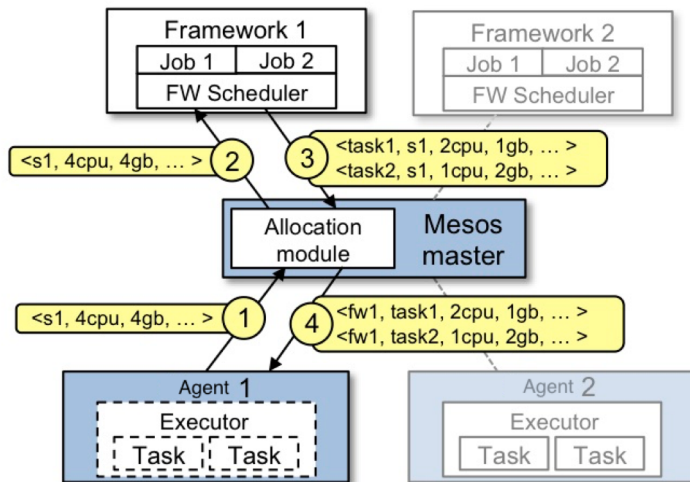 Framework 1
Job 1 Job 2
FW Scheduler
Framework 2
Job 1 Job 2
FW Scheduler
<s1, 4cpu, 4gb, … >
2
3
<task1, s1, 2cpu, 1gb, … >
<task2, s1, 1cpu, 2gb, … >
Allocation
module
Mesos
master
<s1, 4cpu, 4gb, … >
1
4
<fw1, task1, 2cpu, 1gb, … >
<fw1, task2, 1cpu, 2gb, … >
Agent 1
Executor
Task Task
Agent 2
Executor
Task Task